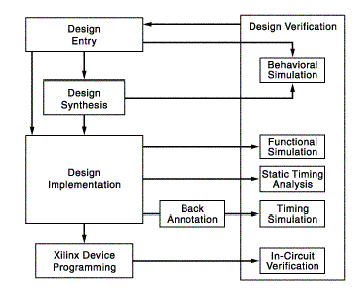 Design
Entry
Design Verification
Behavioral
Simulation
Design
Synthesis
Functional
Simulation
Design
Implementation
Static Timing
Analysis
Back
Annotation
Timing
Simulation
Xilinx Device
Programming
In-Circuit
Verification